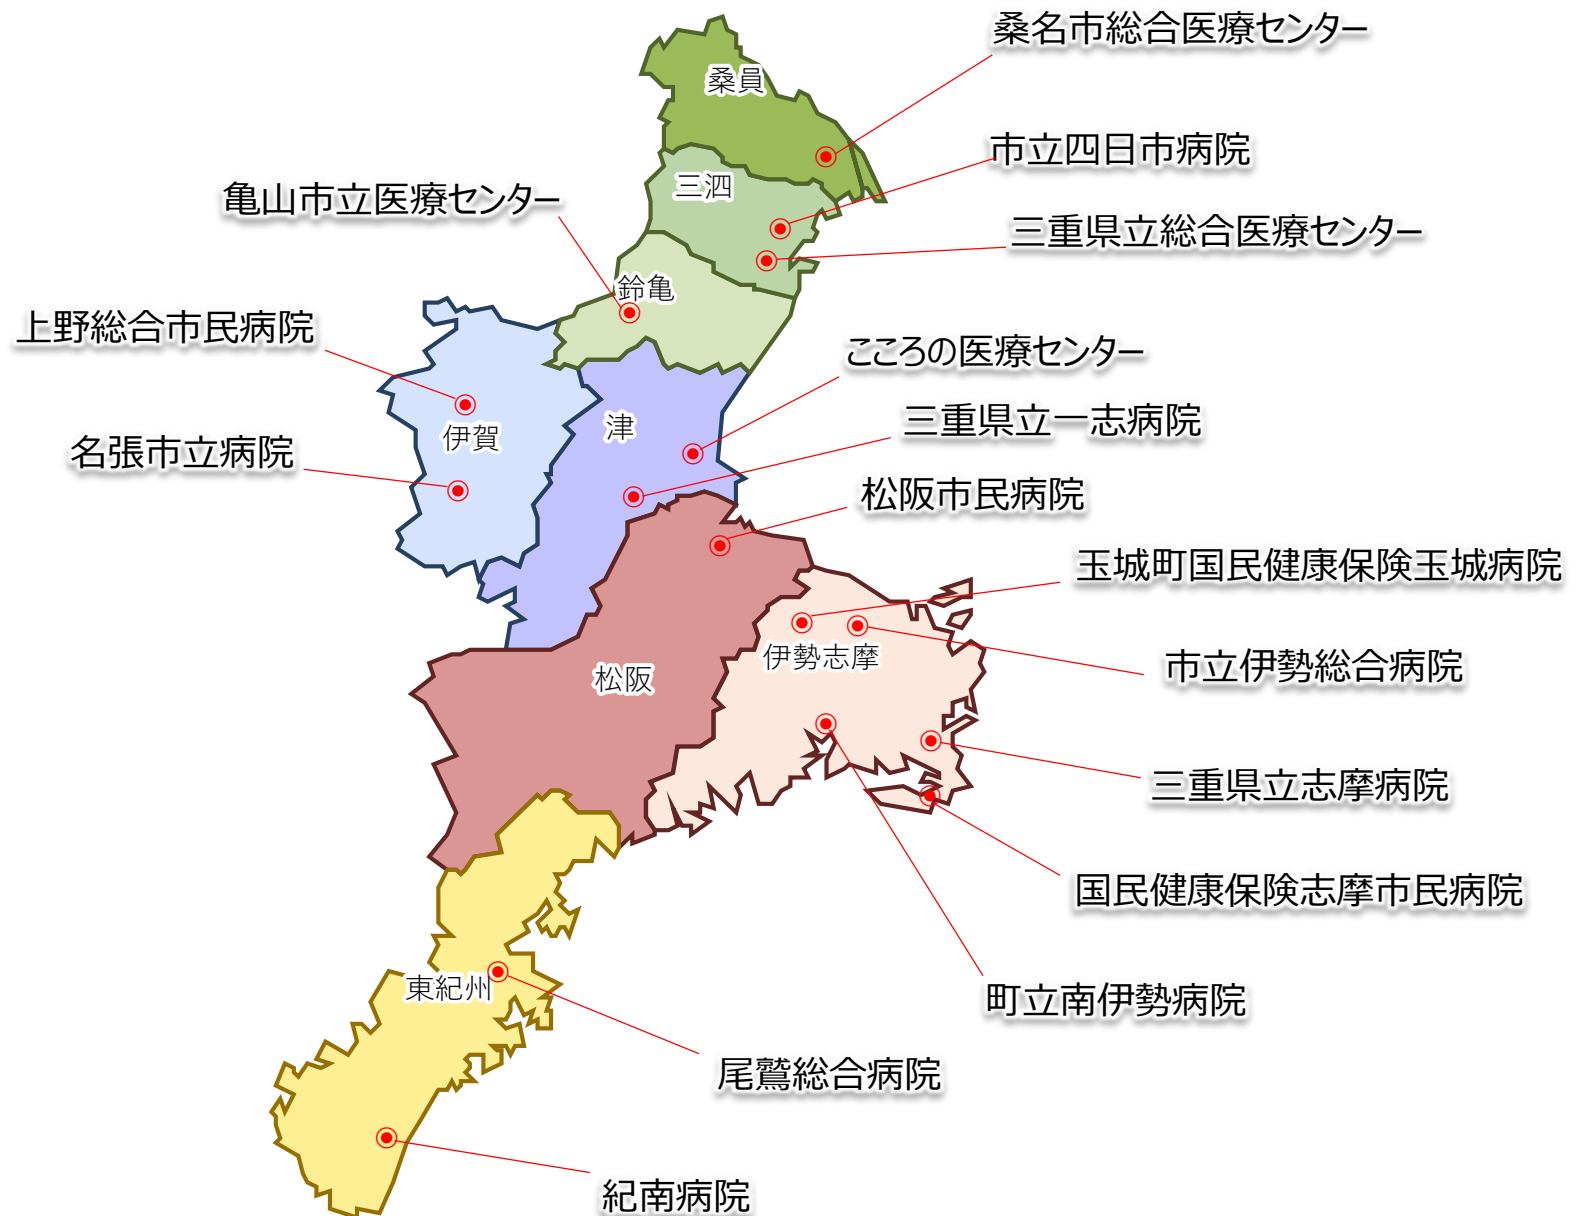 桑名市総合医療センター
桑員
市立四日市病院
三泗
亀山市立医療センター
三重県立総合医療センター
鈴亀
上野総合市民病院
こころの医療センター
三重県立一志病院
津
伊賀
名張市立病院
松阪市民病院
玉城町国民健康保険玉城病院
伊勢志摩
市立伊勢総合病院
松阪
三重県立志摩病院
国民健康保険志摩市民病院
東紀州
町立南伊勢病院
尾鷲総合病院
紀南病院